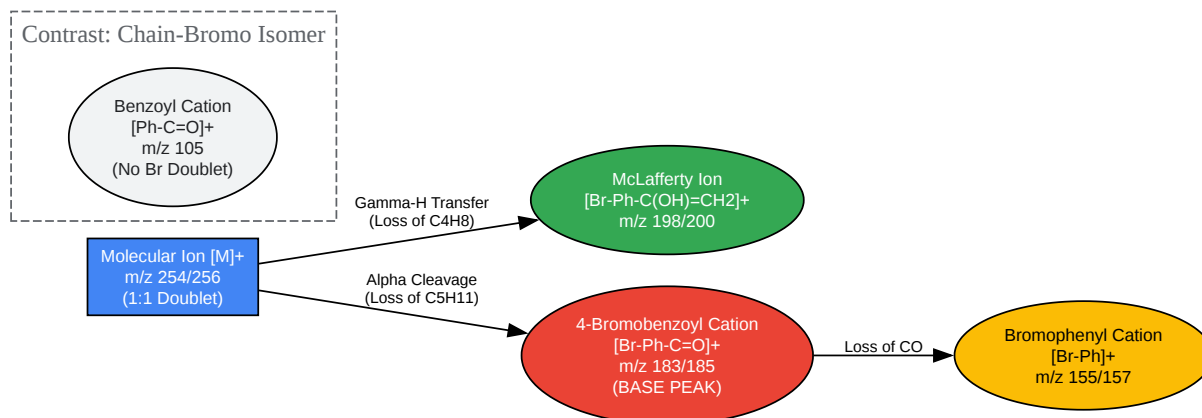 Contrast: Chain-Bromo Isomer
Benzoyl Cation
[Ph-C=O]+
m/z 105
(No Br Doublet)
Molecular Ion [M]+
m/z 254/256
(1:1 Doublet)
Gamma-H Transfer
(Loss of C4H8)
McLafferty Ion
[Br-Ph-C(OH)=CH2]+
m/z 198/200
Alpha Cleavage
(Loss of C5H11)
4-Bromobenzoyl Cation
[Br-Ph-C=O]+
m/z 183/185
(BASE PEAK)
Loss of CO
Bromophenyl Cation
[Br-Ph]+
m/z 155/157